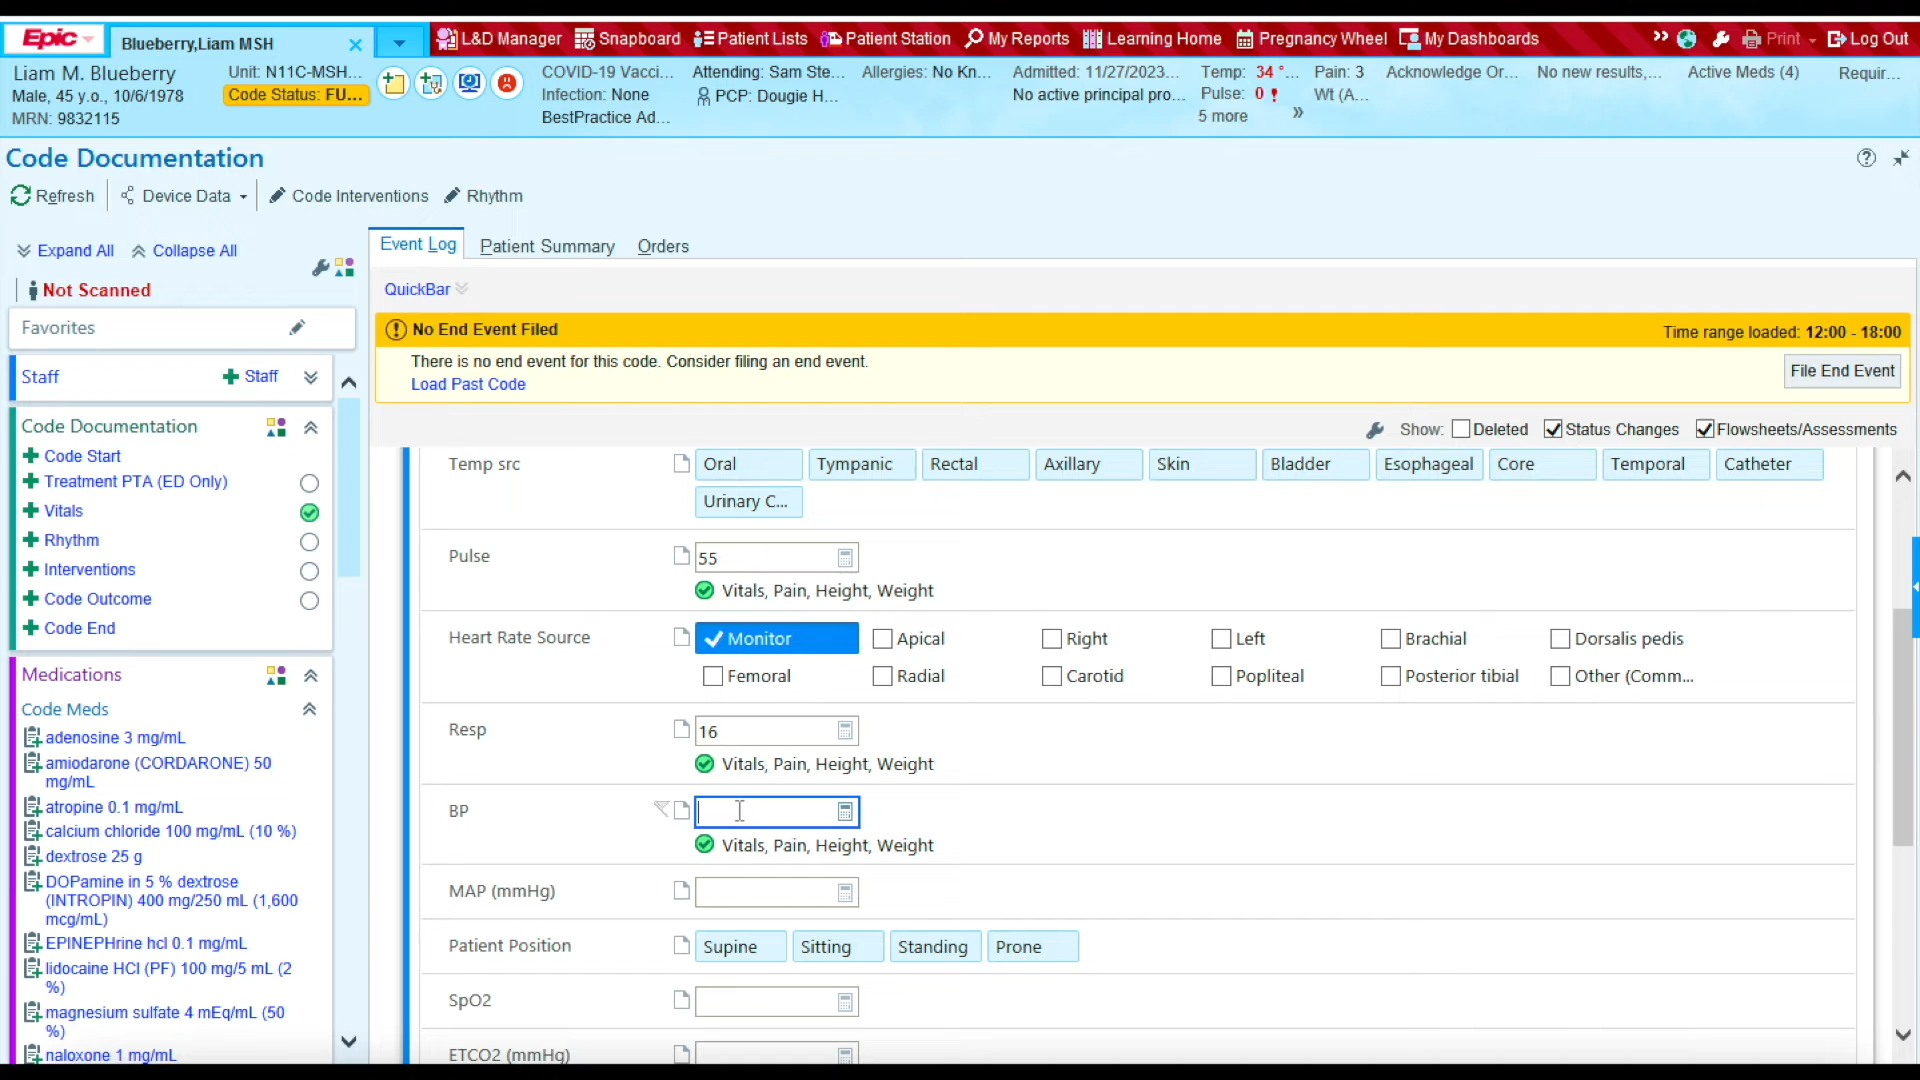 Epic
Blueberry,Liam MSH
L&D Manager
Snapboard
Patient Lists
Patient Station
My Reports
Learning Home
Pregnancy Wheel
My Dashboards
Print
Log Out
Liam M. Blueberry
Male, 45 y.o., 10/6/1978
MRN: 9832115
Unit: N11C-MSH...
Code Status: FU...
COVID-19 Vacci...
Infection: None
BestPractice Ad...
Attending: Sam Ste...
PCP: Dougie H...
Allergies: No Kn...
Admitted: 11/27/2023...
No active principal pro...
Temp: 34 °...
Pulse: 0 !
5 more
Pain: 3
Wt (A...
Acknowledge Or...
No new results,...
Active Meds (4)
Requir...
Code Documentation
Refresh
Device Data
Code Interventions
Rhythm
Expand All
Collapse All
Not Scanned
Favorites
Staff
Staff
Code Documentation
Code Start
Treatment PTA (ED Only)
Vitals
Rhythm
Interventions
Code Outcome
Code End
Medications
Code Meds
adenosine 3 mg/mL
amiodarone (CORDARONE) 50
mg/mL
atropine 0.1 mg/mL
calcium chloride 100 mg/mL (10 %)
dextrose 25 g
DOPamine in 5 % dextrose
(INTROPIN) 400 mg/250 mL (1,600
mcg/mL)
EPINEPHrine hcl 0.1 mg/mL
lidocaine HCl (PF) 100 mg/5 mL (2
%)
magnesium sulfate 4 mEq/mL (50
%)
naloxone 1 mg/mL
Event Log
Patient Summary
Orders
QuickBar
No End Event Filed
Time range loaded: 12:00 - 18:00
There is no end event for this code. Consider filing an end event.
Load Past Code
File End Event
Show:
Deleted
Status Changes
Flowsheets/Assessments
Temp src
Oral
Tympanic
Rectal
Axillary
Skin
Bladder
Esophageal
Core
Temporal
Catheter
Urinary C...
Pulse
55
Vitals, Pain, Height, Weight
Heart Rate Source
Monitor
Apical
Right
Left
Brachial
Dorsalis pedis
Femoral
Radial
Carotid
Popliteal
Posterior tibial
Other (Comm...
Resp
16
Vitals, Pain, Height, Weight
BP
Vitals, Pain, Height, Weight
MAP (mmHg)
Patient Position
Supine
Sitting
Standing
Prone
SpO2
ETCO2 (mmHg)